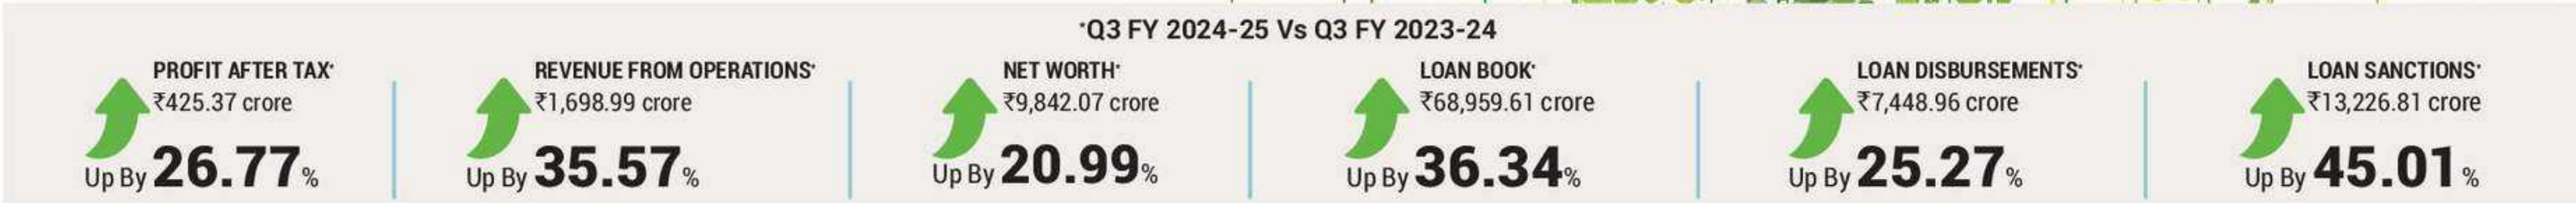 *Q3 FY 2024-25 Vs Q3 FY 2023-24
PROFIT AFTER TAX*
₹425.37 crore
Up By 26.77%
REVENUE FROM OPERATIONS*
₹1,698.99 crore
Up By 35.57%
NET WORTH*
₹9,842.07 crore
Up By 20.99%
LOAN BOOK*
₹68,959.61 crore
Up By 36.34%
LOAN DISBURSEMENTS*
₹7,448.96 crore
Up By 25.27%
LOAN SANCTIONS*
₹13,226.81 crore
Up By 45.01%